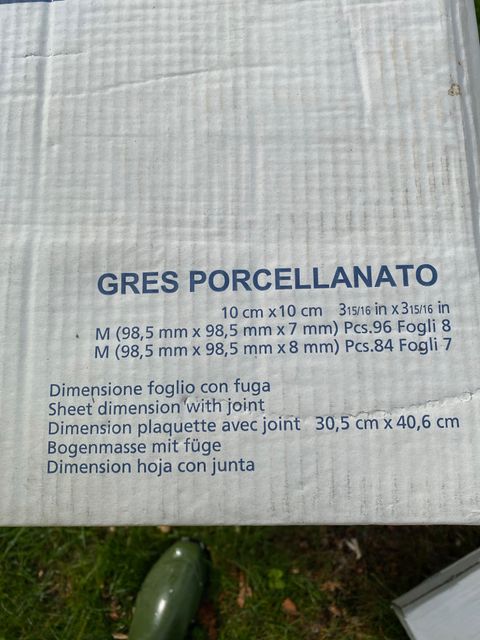 GRES PORCELLANATO
10 cm x 10 cm 3 15/16 in x 3 15/16 in
M (98,5 mm x 98,5 mm x 7 mm) Pcs.96 Fogli 8
M (98,5 mm x 98,5 mm x 8 mm) Pcs.84 Fogli 7
Dimensione foglio con fuga
Sheet dimension with joint
Dimension plaquette avec joint 30,5 cm x 40,6 cm
Bogenmasse mit füge
Dimension hoja con junta